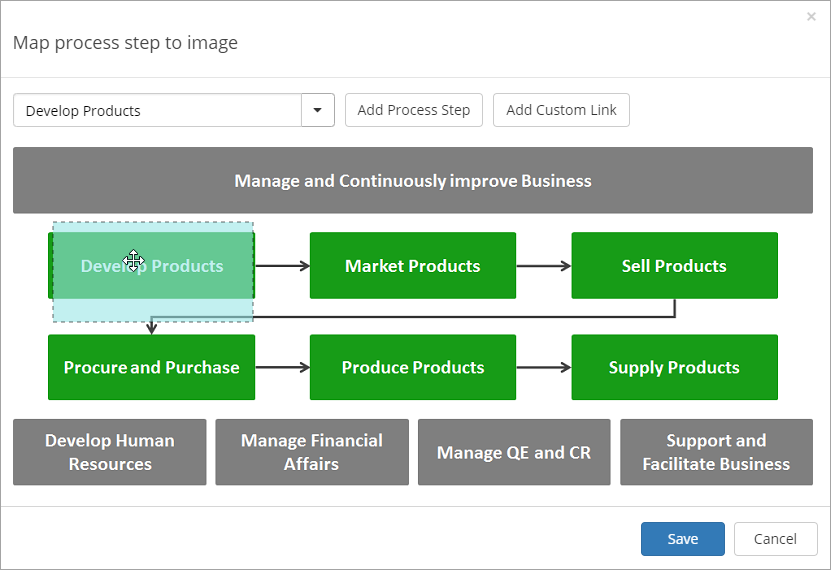 ×
Map process step to image
Develop Products
Add Process Step
Add Custom Link
Manage and Continuously improve Business
Develop Products
Market Products
Sell Products
Procure and Purchase
Produce Products
Supply Products
Develop Human
Resources
Manage Financial
Affairs
Manage QE and CR
Support and
Facilitate Business
Save
Cancel